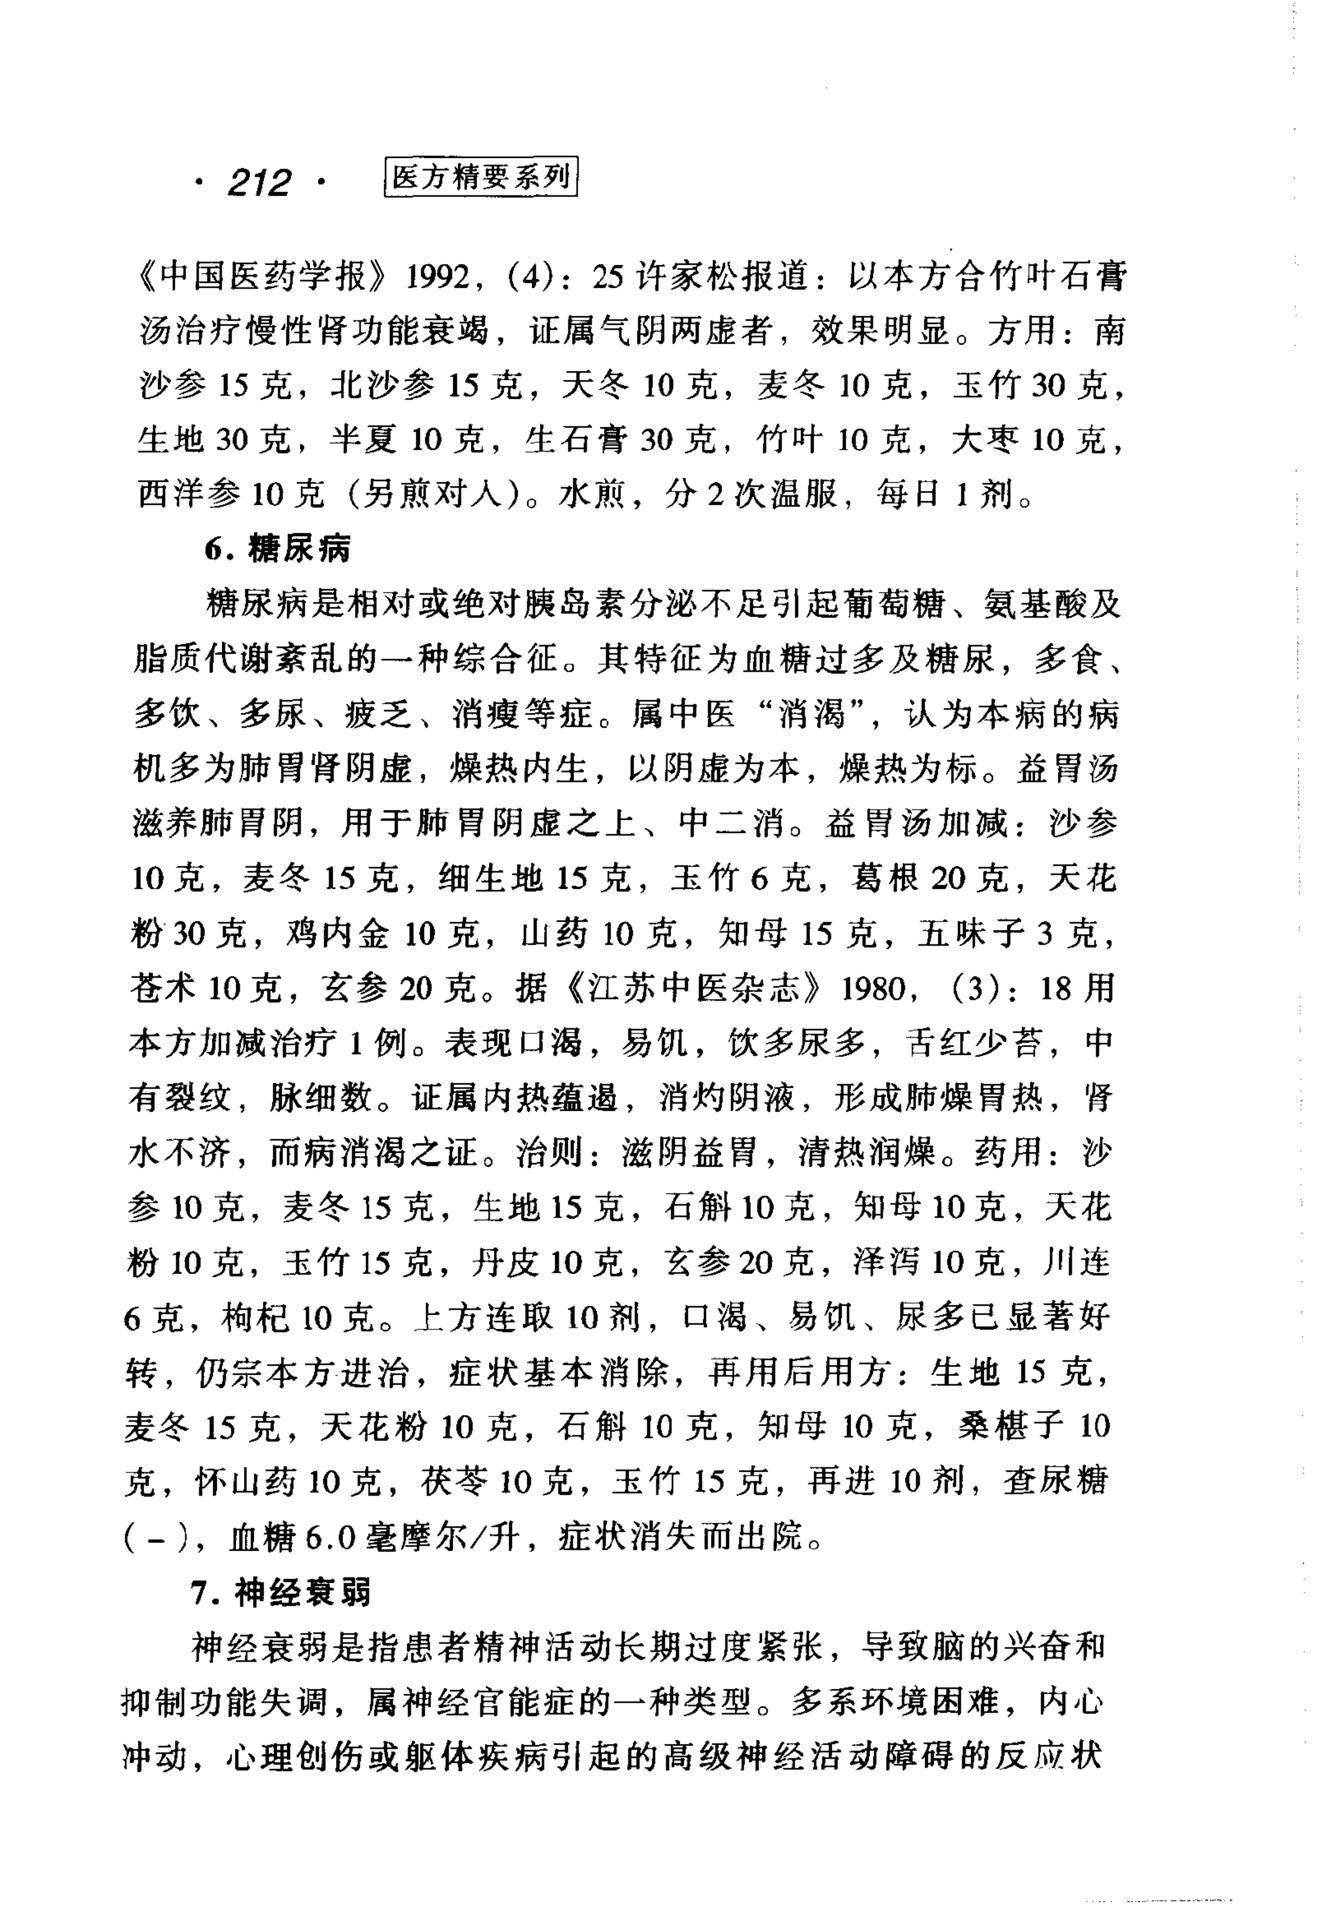 · 212 · 医方精要系列
《中国医药学报》1992，(4)：25 许家松报道：以本方合竹叶石膏
汤治疗慢性肾功能衰竭，证属气阴两虚者，效果明显。方用：南
沙参 15 克，北沙参 15 克，天冬 10 克，麦冬 10 克，玉竹 30 克，
生地 30 克，半夏 10 克，生石膏 30 克，竹叶 10 克，大枣 10 克，
西洋参 10 克（另煎对人）。水煎，分 2 次温服，每日 1 剂。
6. 糖尿病
糖尿病是相对或绝对胰岛素分泌不足引起葡萄糖、氨基酸及
脂质代谢紊乱的一种综合征。其特征为血糖过多及糖尿，多食、
多饮、多尿、疲乏、消瘦等症。属中医“消渴”，认为本病的病
机多为肺胃肾阴虚，燥热内生，以阴虚为本，燥热为标。益胃汤
滋养肺胃阴，用于肺胃阴虚之上、中二消。益胃汤加减：沙参
10 克，麦冬 15 克，细生地 15 克，玉竹 6 克，葛根 20 克，天花
粉 30 克，鸡内金 10 克，山药 10 克，知母 15 克，五味子 3 克，
苍术 10 克，玄参 20 克。据《江苏中医杂志》1980，(3)：18 用
本方加减治疗 1 例。表现口渴，易饥，饮多尿多，舌红少苔，中
有裂纹，脉细数。证属内热蕴遏，消灼阴液，形成肺燥胃热，肾
水不济，而病消渴之证。治则：滋阴益胃，清热润燥。药用：沙
参 10 克，麦冬 15 克，生地 15 克，石斛 10 克，知母 10 克，天花
粉 10 克，玉竹 15 克，丹皮 10 克，玄参 20 克，泽泻 10 克，川连
6 克，枸杞 10 克。上方连取 10 剂，口渴、易饥、尿多已显著好
转，仍宗本方进治，症状基本消除，再用后用方：生地 15 克，
麦冬 15 克，天花粉 10 克，石斛 10 克，知母 10 克，桑椹子 10
克，怀山药 10 克，茯苓 10 克，玉竹 15 克，再进 10 剂，查尿糖
(－)，血糖 6.0 毫摩尔/升，症状消失而出院。
7. 神经衰弱
神经衰弱是指患者精神活动长期过度紧张，导致脑的兴奋和
抑制功能失调，属神经官能症的一种类型。多系环境困难，内心
冲动，心理创伤或躯体疾病引起的高级神经活动障碍的反应状